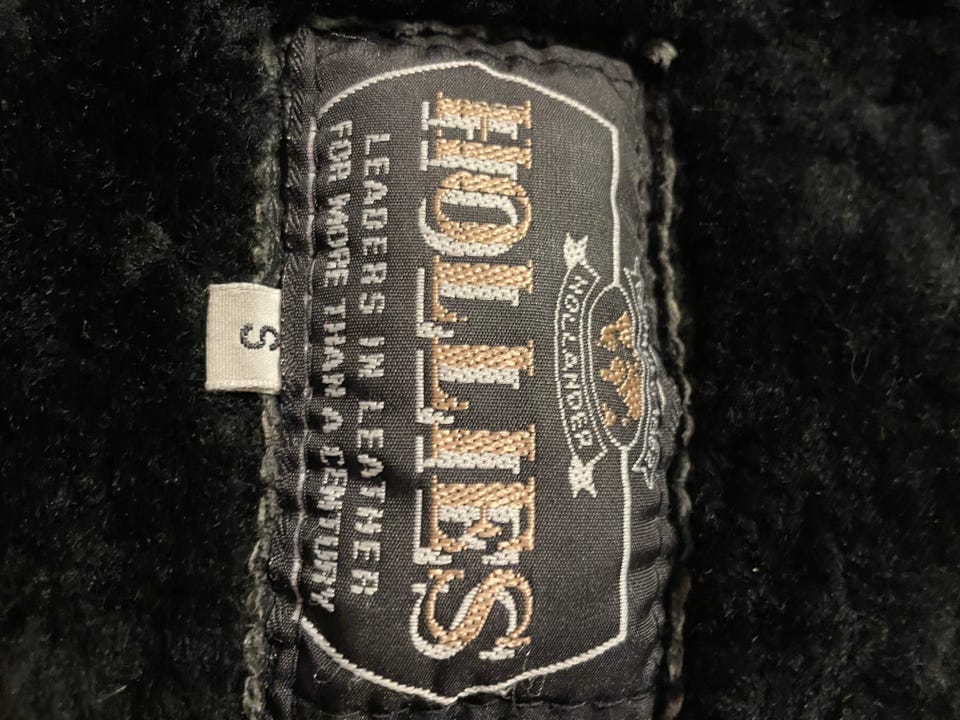 HOLLANDER
HOLLIES
LEADERS IN LEATHER
FOR MORE THAN A CENTURY
S